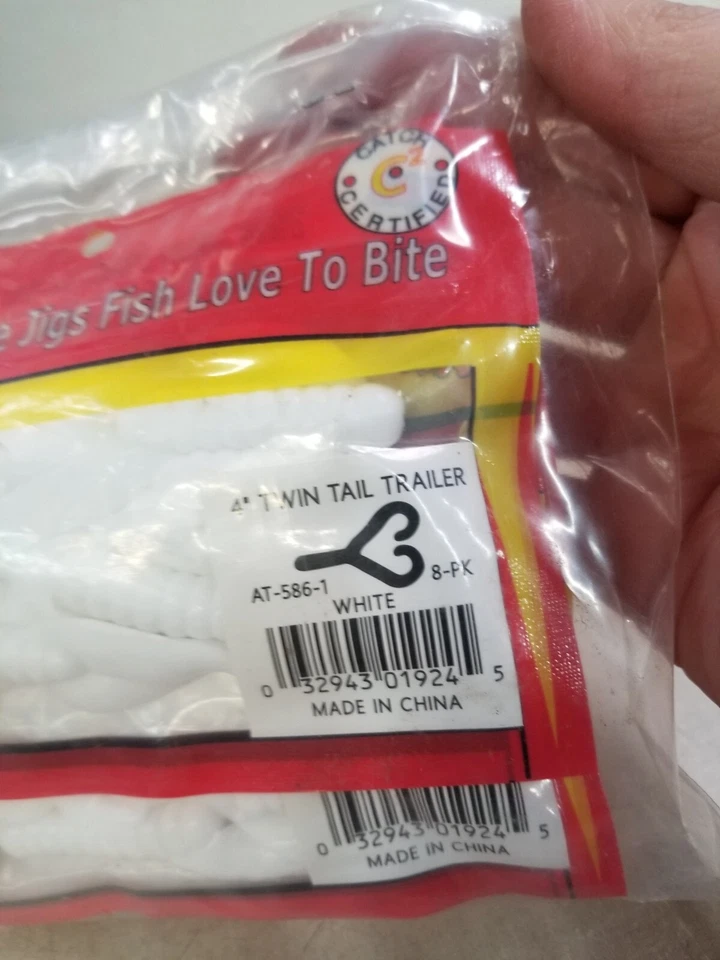 CATCH
C2
CERTIFIED
Jigs Fish Love To Bite
4" TWIN TAIL TRAILER
8-PK
AT-586-1
WHITE
0 32943 01924 5
MADE IN CHINA
0 32943 01924 5
MADE IN CHINA